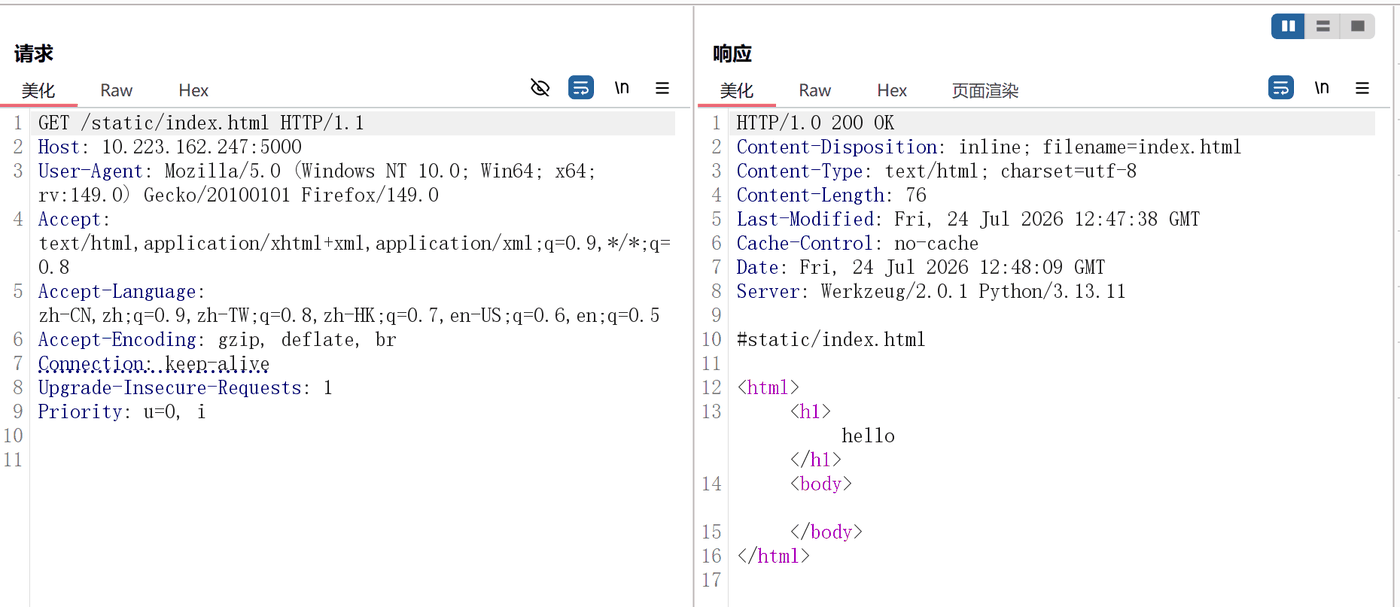 请求
美化 Raw Hex \n
1 GET /static/index.html HTTP/1.1
2 Host: 10.223.162.247:5000
3 User-Agent: Mozilla/5.0 (Windows NT 10.0; Win64; x64;
rv:149.0) Gecko/20100101 Firefox/149.0
4 Accept:
text/html,application/xhtml+xml,application/xml;q=0.9,*/*;q=
0.8
5 Accept-Language:
zh-CN,zh;q=0.9,zh-TW;q=0.8,zh-HK;q=0.7,en-US;q=0.6,en;q=0.5
6 Accept-Encoding: gzip, deflate, br
7 Connection: keep-alive
8 Upgrade-Insecure-Requests: 1
9 Priority: u=0, i
10
11
响应
美化 Raw Hex 页面渲染 \n
1 HTTP/1.0 200 OK
2 Content-Disposition: inline; filename=index.html
3 Content-Type: text/html; charset=utf-8
4 Content-Length: 76
5 Last-Modified: Fri, 24 Jul 2026 12:47:38 GMT
6 Cache-Control: no-cache
7 Date: Fri, 24 Jul 2026 12:48:09 GMT
8 Server: Werkzeug/2.0.1 Python/3.13.11
9
10 #static/index.html
11
12 <html>
13 <h1>
hello
</h1>
14 <body>
15 </body>
16 </html>
17